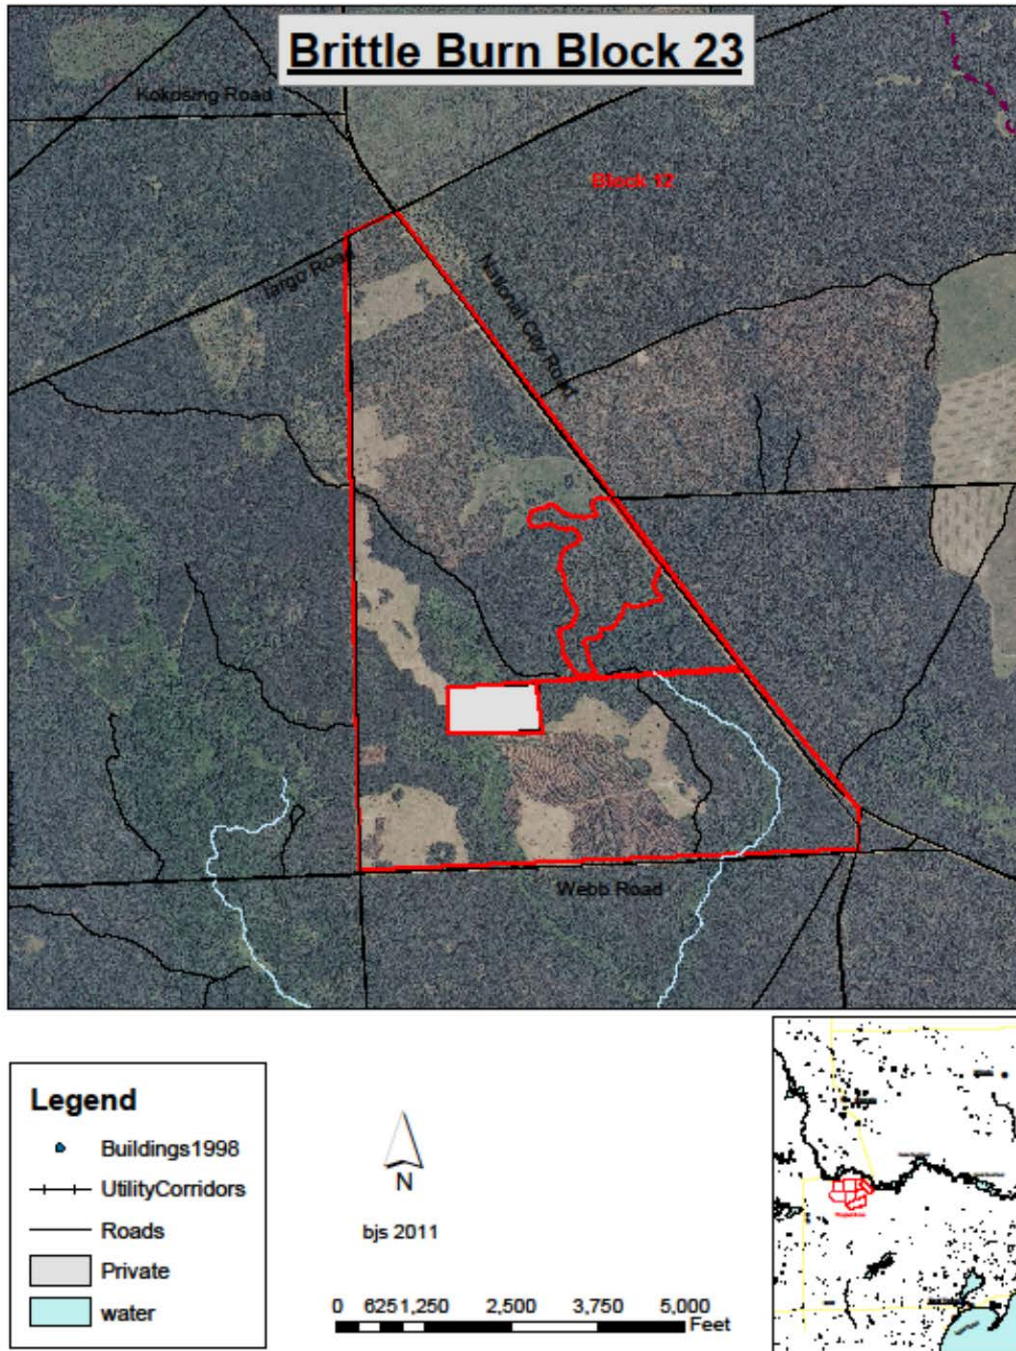 Brittle Burn Block 23
Kokosing Road
Block 12
Targo Road
National City Road
Webb Road
Legend
Buildings1998
UtilityCorridors
Roads
Private
water
N
bjs 2011
0 625 1,250 2,500 3,750 5,000
Feet